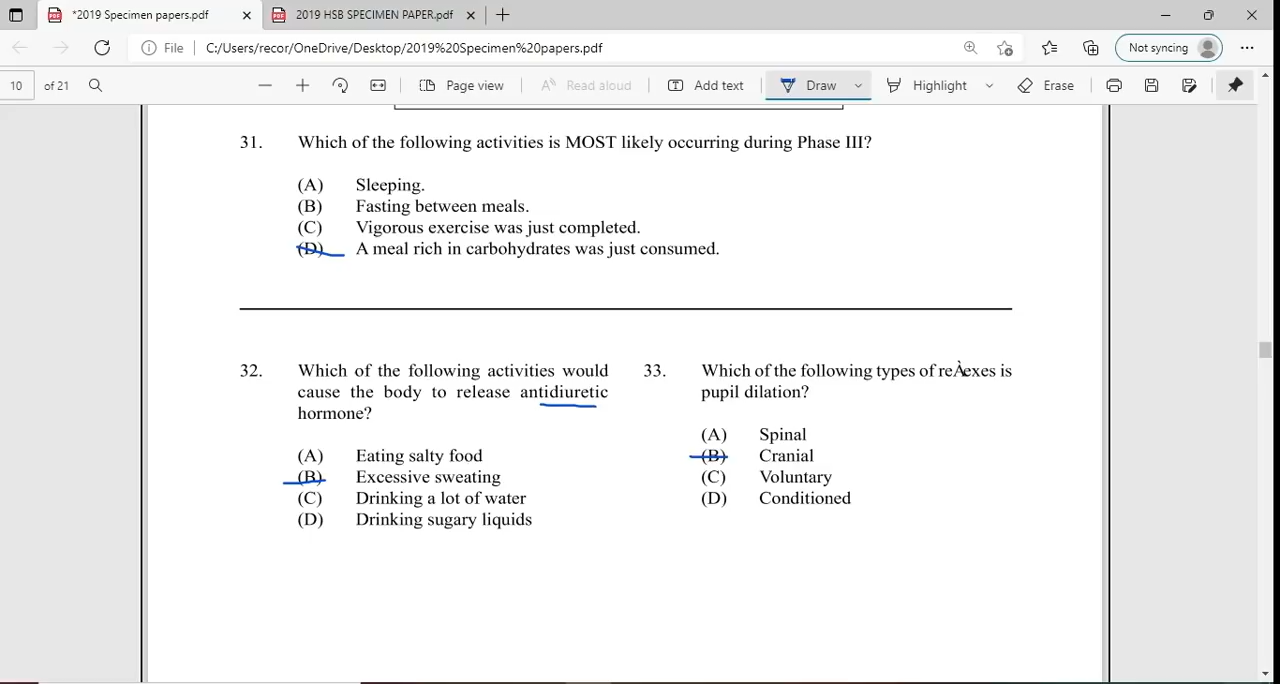 *2019 Specimen papers.pdf
2019 HSB SPECIMEN PAPER.pdf
File
C:/Users/recor/OneDrive/Desktop/2019%20Specimen%20papers.pdf
Not syncing
10 of 21
Page view
Read aloud
Add text
Draw
Highlight
Erase
31. Which of the following activities is MOST likely occurring during Phase III?
(A) Sleeping.
(B) Fasting between meals.
(C) Vigorous exercise was just completed.
(D) A meal rich in carbohydrates was just consumed.
32. Which of the following activities would
cause the body to release antidiuretic
hormone?
(A) Eating salty food
(B) Excessive sweating
(C) Drinking a lot of water
(D) Drinking sugary liquids
33. Which of the following types of reÀexes is
pupil dilation?
(A) Spinal
(B) Cranial
(C) Voluntary
(D) Conditioned